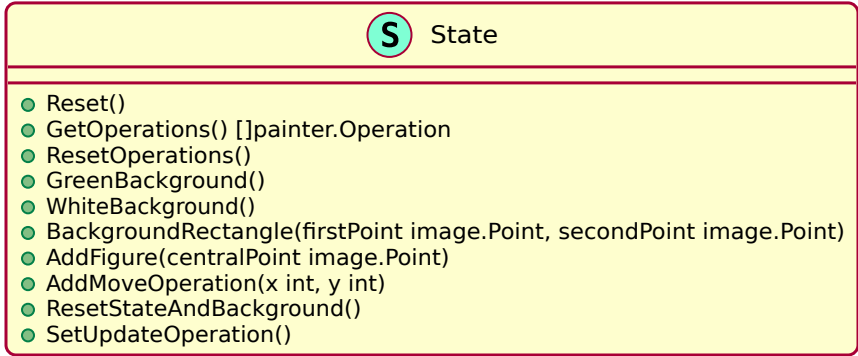 S State
Reset()
GetOperations() []painter.Operation
ResetOperations()
GreenBackground()
WhiteBackground()
BackgroundRectangle(firstPoint image.Point, secondPoint image.Point)
AddFigure(centralPoint image.Point)
AddMoveOperation(x int, y int)
ResetStateAndBackground()
SetUpdateOperation()